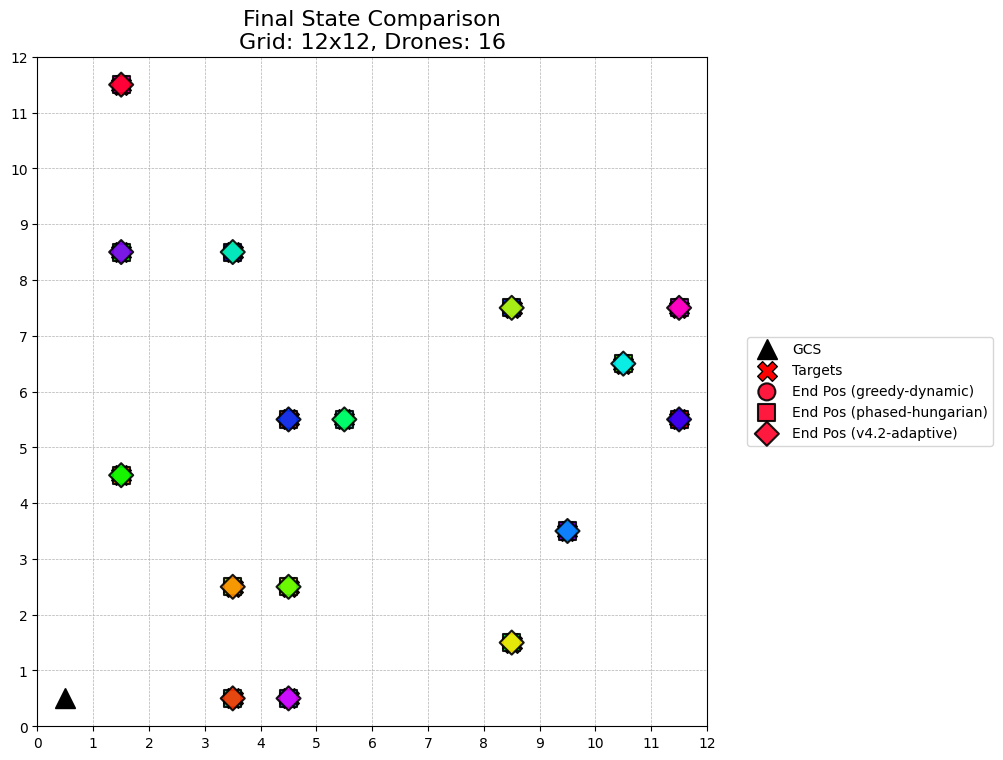 Final State Comparison
Grid: 12x12, Drones: 16
12
11
10
9
8
7
6
5
4
3
2
1
0
0 1 2 3 4 5 6 7 8 9 10 11 12
GCS
Targets
End Pos (greedy-dynamic)
End Pos (phased-hungarian)
End Pos (v4.2-adaptive)